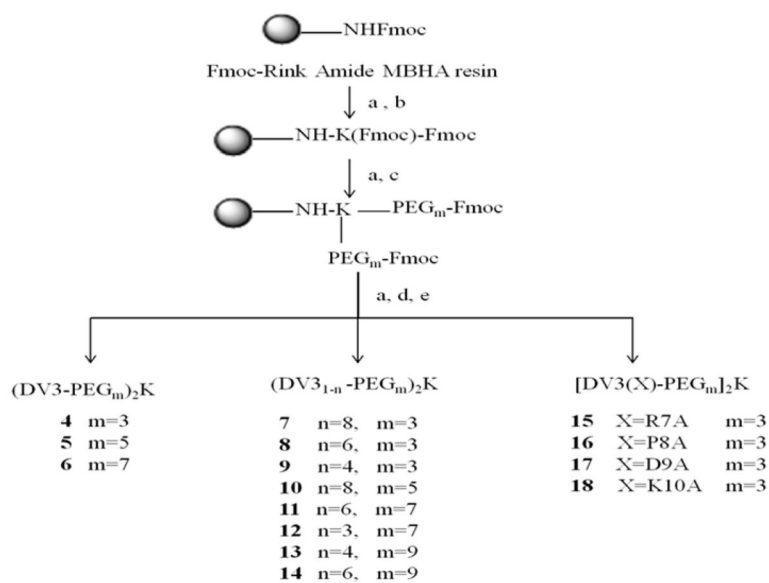 NHFmoc
Fmoc-Rink Amide MBHA resin
a , b
NH-K(Fmoc)-Fmoc
a, c
NH-K PEGm-Fmoc
PEGm-Fmoc
a, d, e
(DV3-PEGm)2K
4 m=3
5 m=5
6 m=7
(DV31-n -PEGm)2K
7 n=8, m=3
8 n=6, m=3
9 n=4, m=3
10 n=8, m=5
11 n=6, m=7
12 n=3, m=7
13 n=4, m=9
14 n=6, m=9
[DV3(X)-PEGm]2K
15 X=R7A m=3
16 X=P8A m=3
17 X=D9A m=3
18 X=K10A m=3